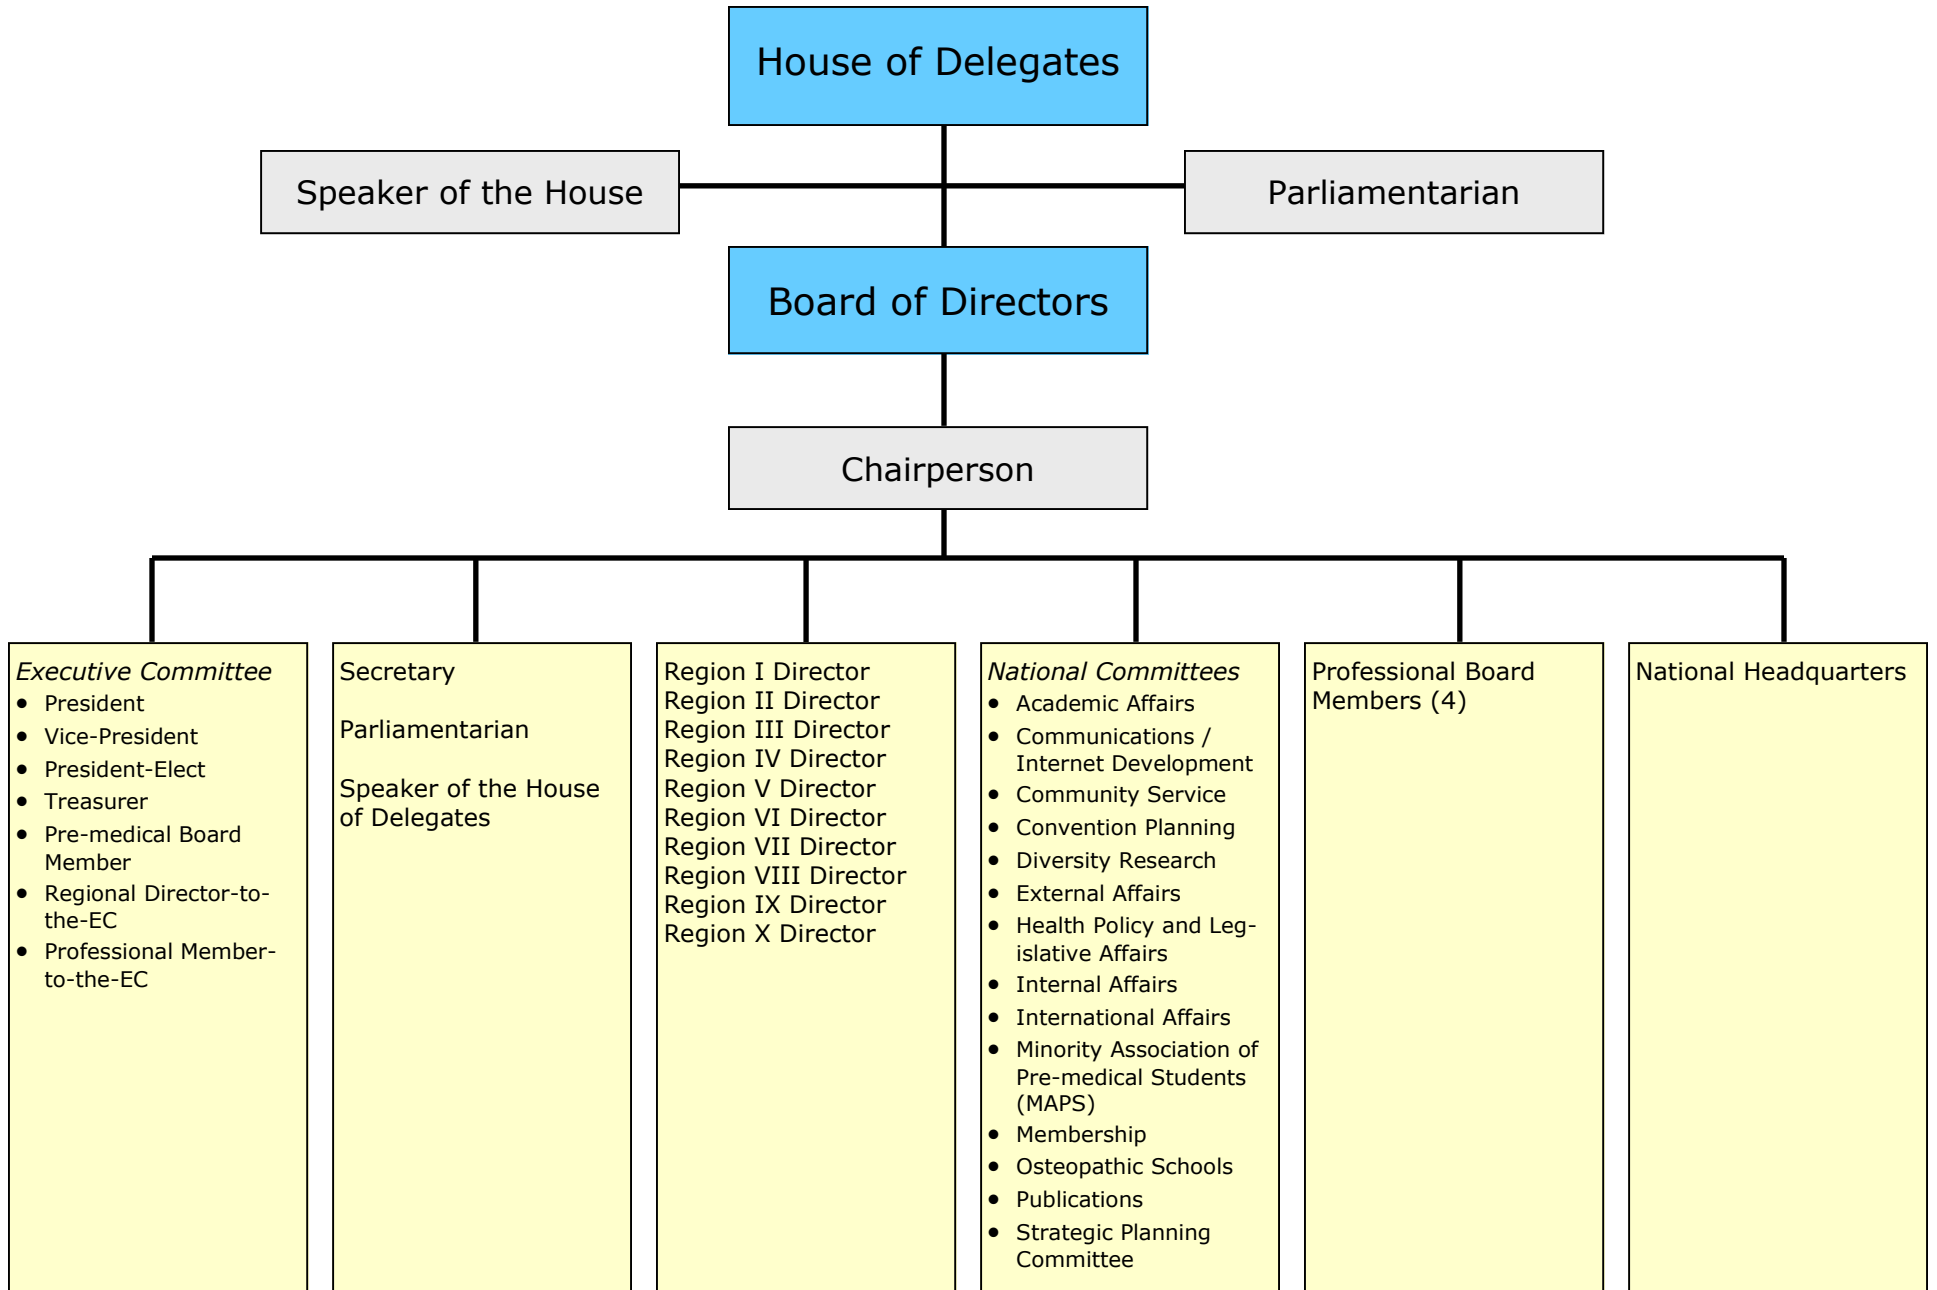 House of Delegates
Speaker of the House
Parliamentarian
Board of Directors
Chairperson
Executive Committee
• President
• Vice-President
• President-Elect
• Treasurer
• Pre-medical Board
Member
• Regional Director-to-
the-EC
• Professional Member-
to-the-EC
Secretary
Parliamentarian
Speaker of the House
of Delegates
Region I Director
Region II Director
Region III Director
Region IV Director
Region V Director
Region VI Director
Region VII Director
Region VIII Director
Region IX Director
Region X Director
National Committees
• Academic Affairs
• Communications /
Internet Development
• Community Service
• Convention Planning
• Diversity Research
• External Affairs
• Health Policy and Leg-
islative Affairs
• Internal Affairs
• International Affairs
• Minority Association of
Pre-medical Students
(MAPS)
• Membership
• Osteopathic Schools
• Publications
• Strategic Planning
Committee
Professional Board
Members (4)
National Headquarters